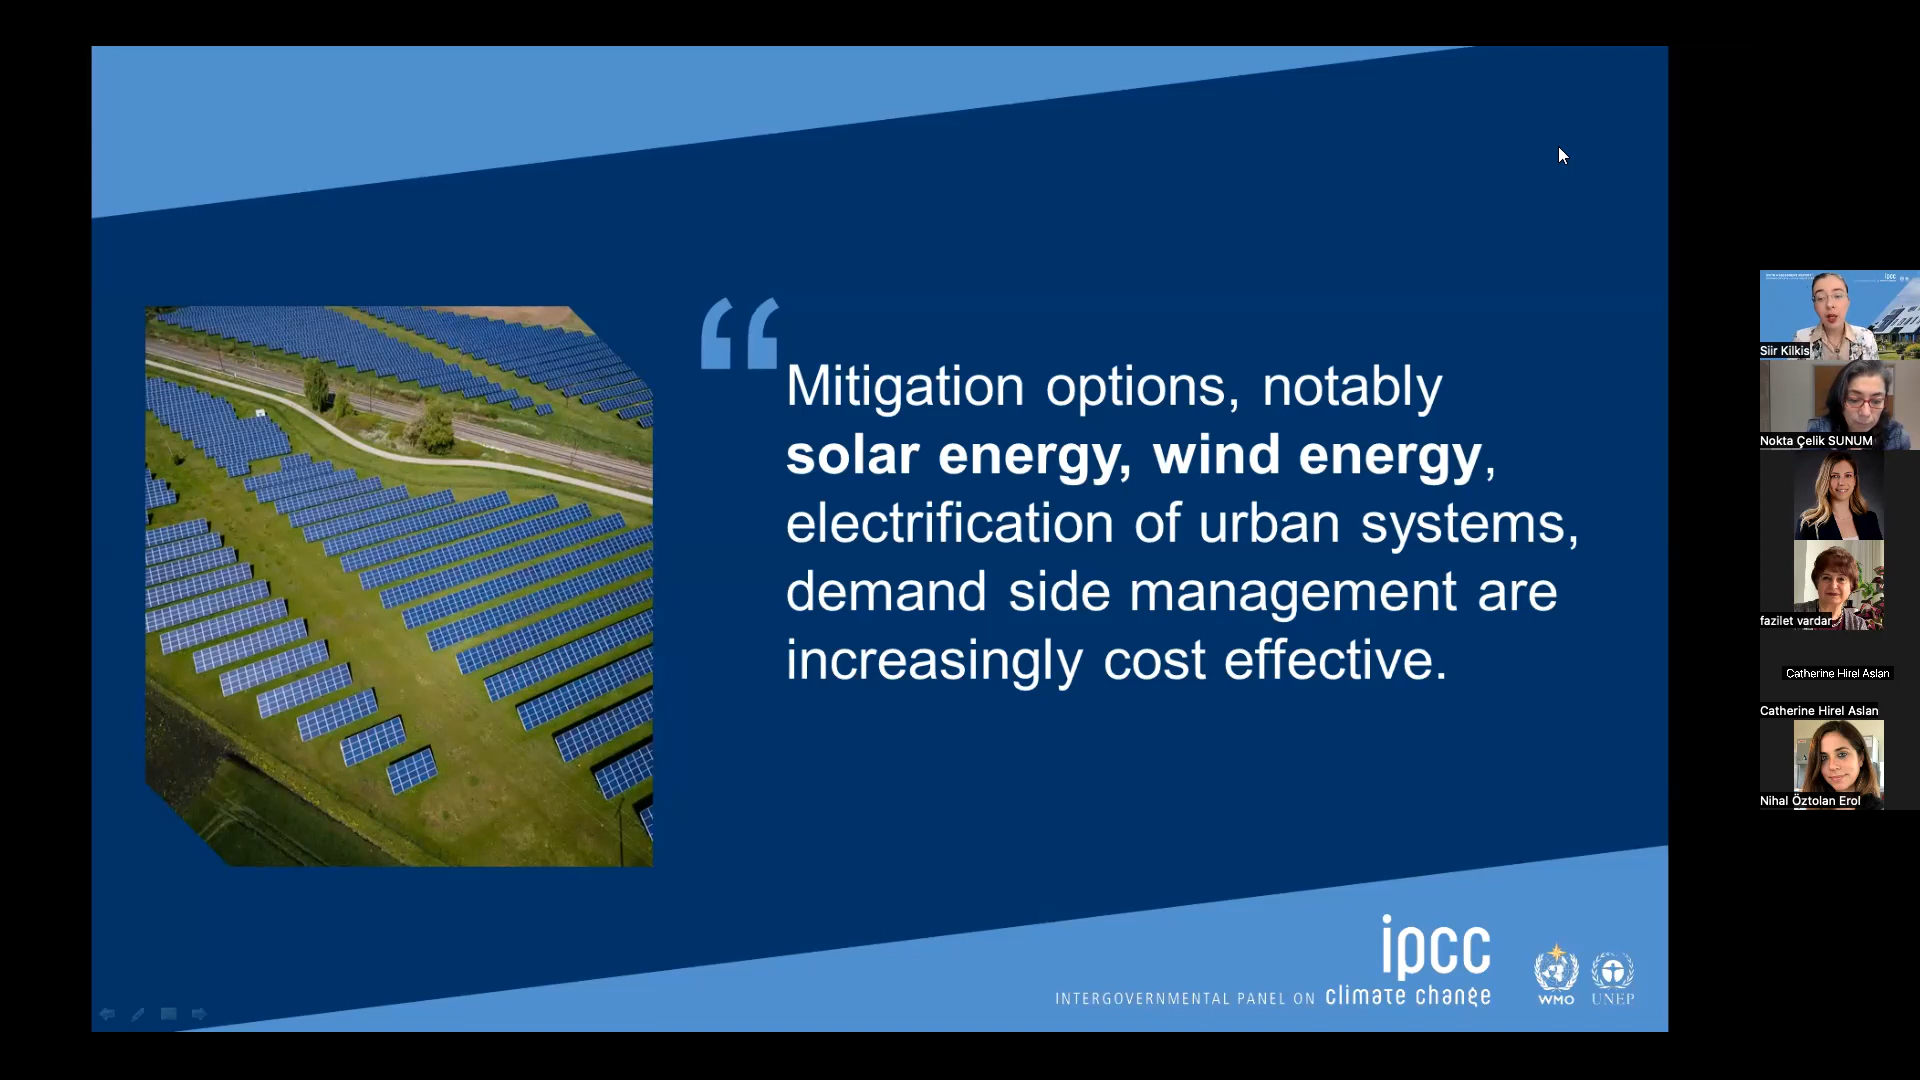 “
Mitigation options, notably
solar energy, wind energy,
electrification of urban systems,
demand side management are
increasingly cost effective.
ipcc
INTERGOVERNMENTAL PANEL ON climate change
WMO
UNEP
ipcc
Siir Kilkis
Nokta Çelik SUNUM
fazilet vardar
Catherine Hirel Aslan
Catherine Hirel Aslan
Nihal Öztolan Erol